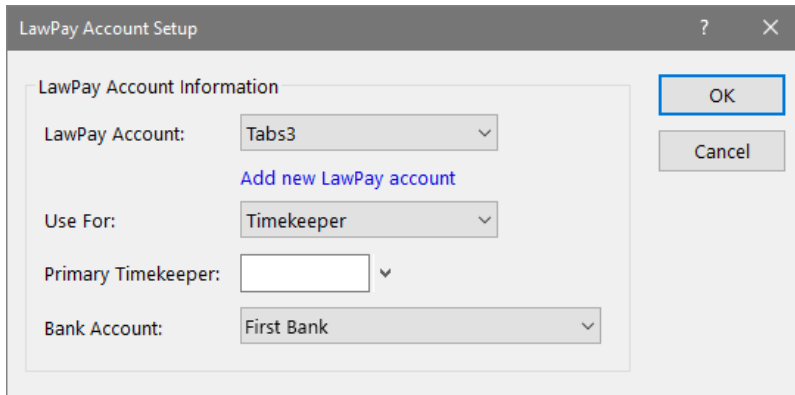 LawPay Account Setup ?
LawPay Account Information
OK
LawPay Account: Tabs3
Cancel
Add new LawPay account
Use For: Timekeeper
Primary Timekeeper:
Bank Account: First Bank